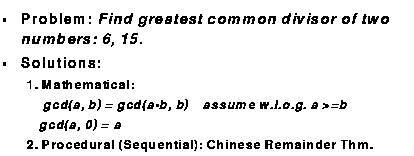 • Problem: Find greatest common divisor of two
numbers: 6, 15.
• Solutions:
1. Mathematical:
gcd(a, b) = gcd(a-b, b) assume w.l.o.g. a >=b
gcd(a, 0) = a
2. Procedural (Sequential): Chinese Remainder Thm.